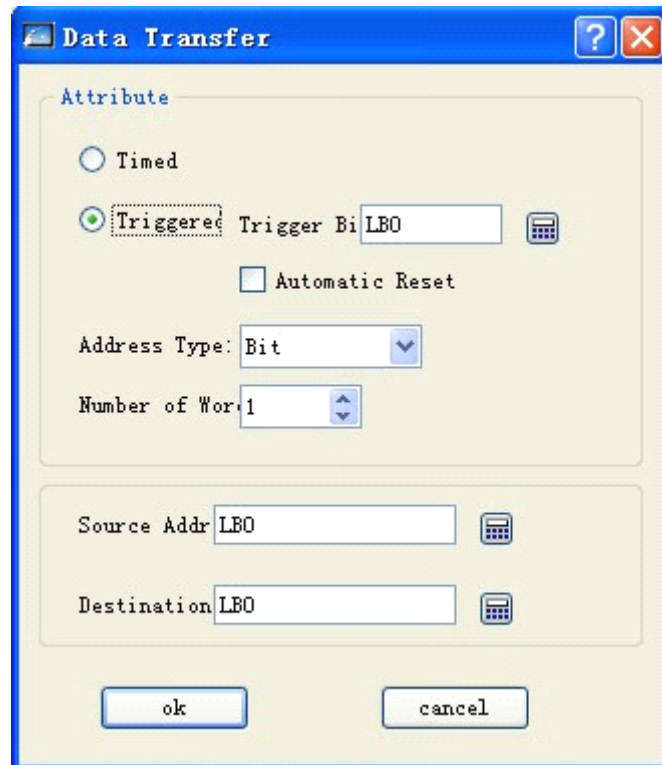 Data Transfer
Attribute
Timed
Triggered Trigger Bi LB0
Automatic Reset
Address Type: Bit
Number of Wor 1
Source Addr LB0
Destination LB0
ok cancel